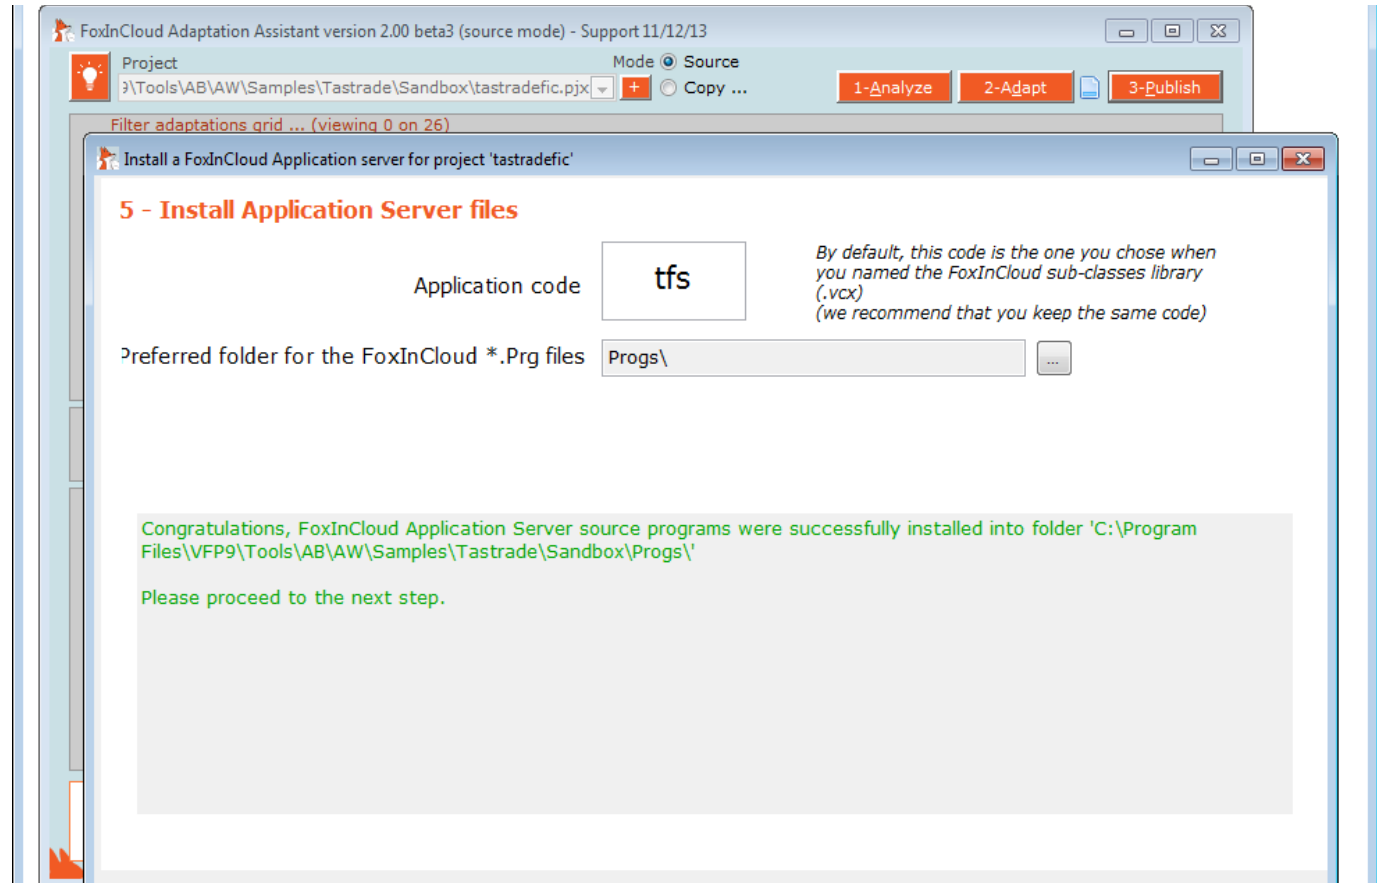 FoxInCloud Adaptation Assistant version 2.00 beta3 (source mode) - Support 11/12/13
Project
Mode Source
9\Tools\AB\AW\Samples\Tastrade\Sandbox\tastradefic.pjx
+
Copy ...
1-Analyze
2-Adapt
3-Publish
Filter adaptations grid ... (viewing 0 on 26)
Install a FoxInCloud Application server for project 'tastradefic'
5 - Install Application Server files
Application code
tfs
By default, this code is the one you chose when
you named the FoxInCloud sub-classes library
(.vcx)
(we recommend that you keep the same code)
Preferred folder for the FoxInCloud *.Prg files
Progs\
...
Congratulations, FoxInCloud Application Server source programs were successfully installed into folder 'C:\Program
Files\VFP9\Tools\AB\AW\Samples\Tastrade\Sandbox\Progs\'
Please proceed to the next step.